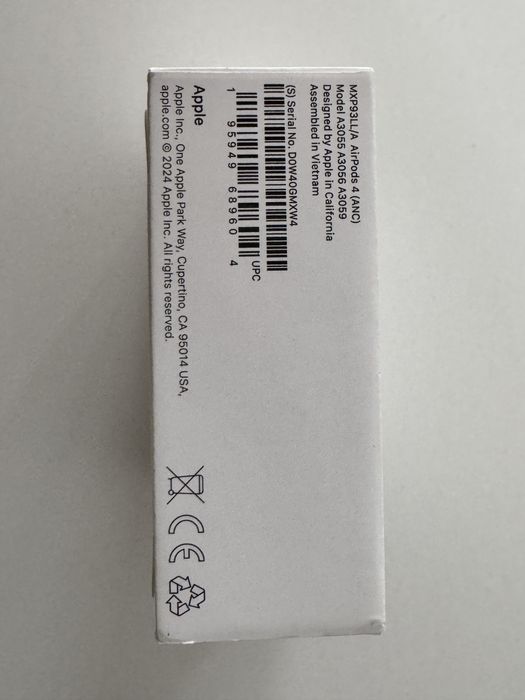 MXP93LL/A AirPods 4 (ANC)
Model A3055 A3056 A3059
Designed by Apple in California
Assembled in Vietnam
(S) Serial No. D0W40GMXW4
UPC
1 95949 68960 4
Apple
Apple Inc., One Apple Park Way, Cupertino, CA 95014 USA,
apple.com © 2024 Apple Inc. All rights reserved.
CE